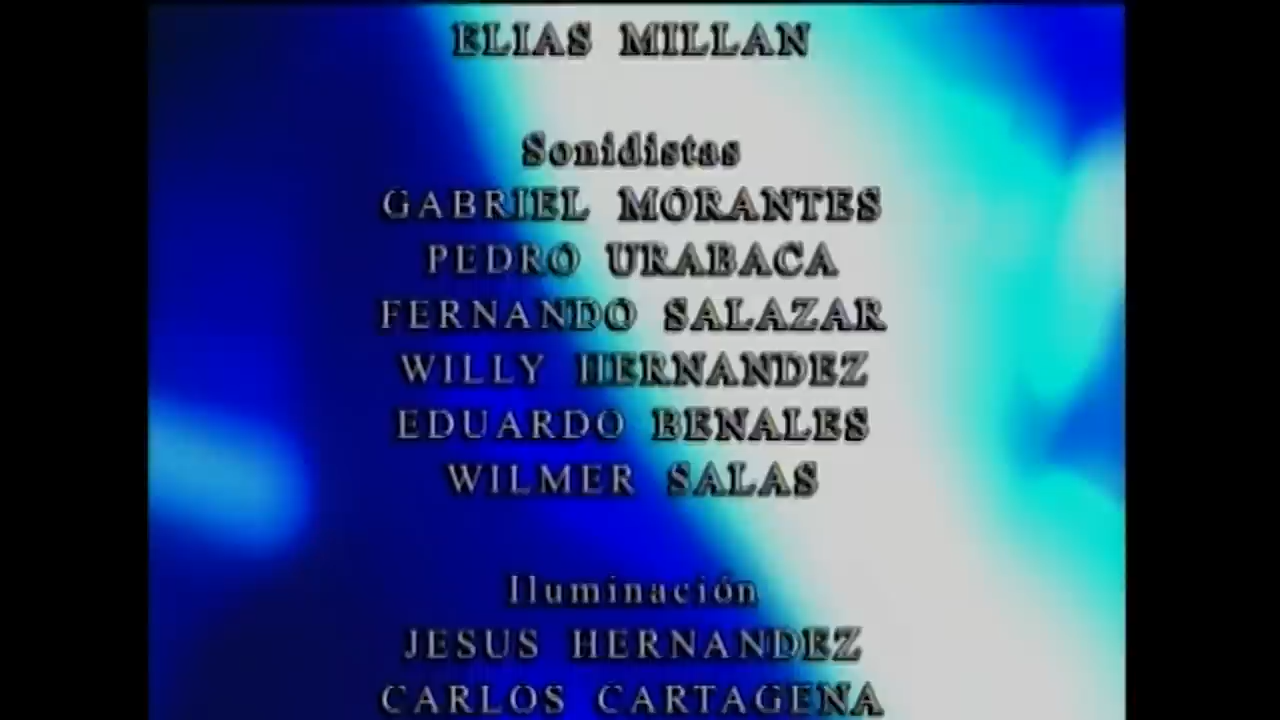 ELIAS MILLAN
Sonidistas
GABRIEL MORANTES
PEDRO URABACA
FERNANDO SALAZAR
WILLY HERNANDEZ
EDUARDO BENALES
WILMER SALAS
Iluminación
JESUS HERNANDEZ
CARLOS CARTAGENA